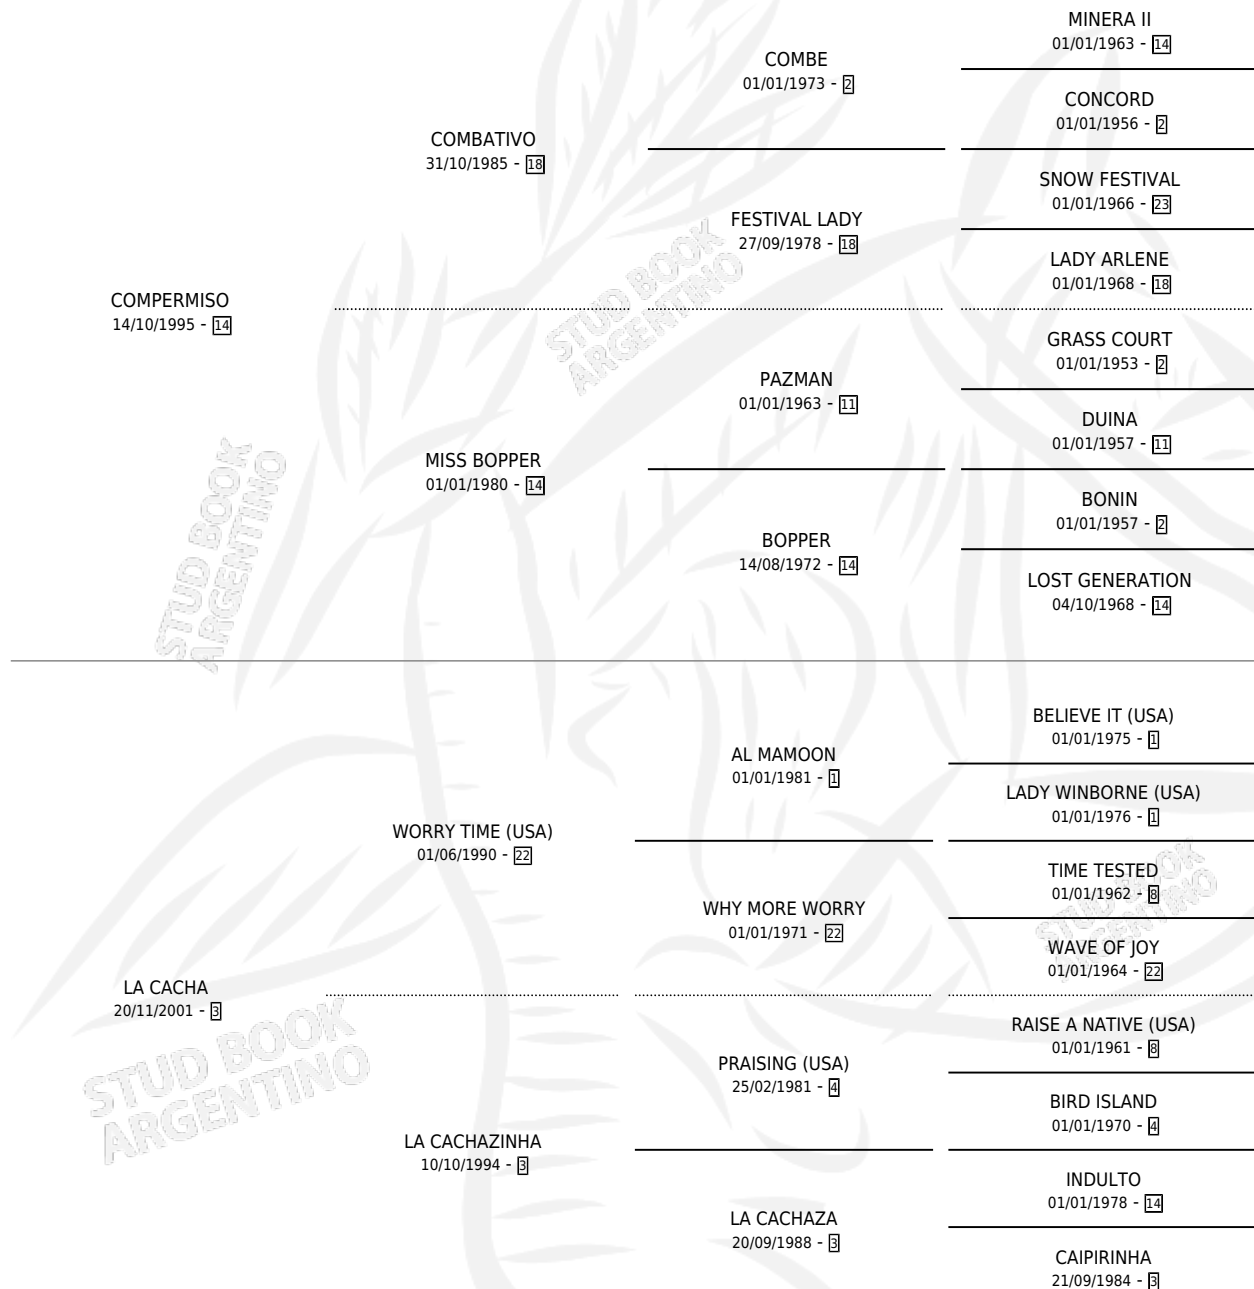 MINERA II
01/01/1963 - 14
COMBE
01/01/1973 - 2
CONCORD
01/01/1956 - 2
COMBATIVO
31/10/1985 - 18
SNOW FESTIVAL
01/01/1966 - 23
FESTIVAL LADY
27/09/1978 - 18
LADY ARLENE
01/01/1968 - 18
COMPERMISO
14/10/1995 - 14
GRASS COURT
01/01/1953 - 2
PAZMAN
01/01/1963 - 11
DUINA
01/01/1957 - 11
MISS BOPPER
01/01/1980 - 14
BONIN
01/01/1957 - 2
BOPPER
14/08/1972 - 14
LOST GENERATION
04/10/1968 - 14
STUD BOOK
ARGENTINO
STUD BOOK
ARGENTINO
BELIEVE IT (USA)
01/01/1975 - 1
AL MAMOON
01/01/1981 - 1
LADY WINBORNE (USA)
01/01/1976 - 1
WORRY TIME (USA)
01/06/1990 - 22
TIME TESTED
01/01/1962 - 8
WHY MORE WORRY
01/01/1971 - 22
WAVE OF JOY
01/01/1964 - 22
STUD BOOK
ARGENTINO
LA CACHA
20/11/2001 - 3
RAISE A NATIVE (USA)
01/01/1961 - 8
PRAISING (USA)
25/02/1981 - 4
BIRD ISLAND
01/01/1970 - 4
STUD BOOK
ARGENTINO
LA CACHAZINHA
10/10/1994 - 3
INDULTO
01/01/1978 - 14
LA CACHAZA
20/09/1988 - 3
CAIPIRINHA
21/09/1984 - 3